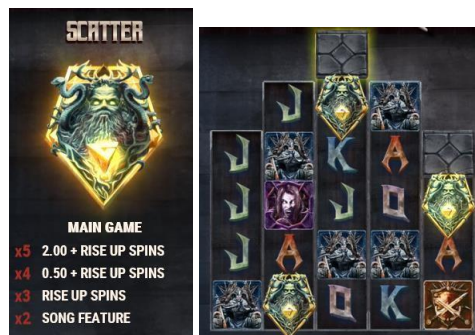 SCATTER
MAIN GAME
x5 2.00 + RISE UP SPINS
x4 0.50 + RISE UP SPINS
x3 RISE UP SPINS
x2 SONG FEATURE
J
J K A
J J Q
J A A
Q K